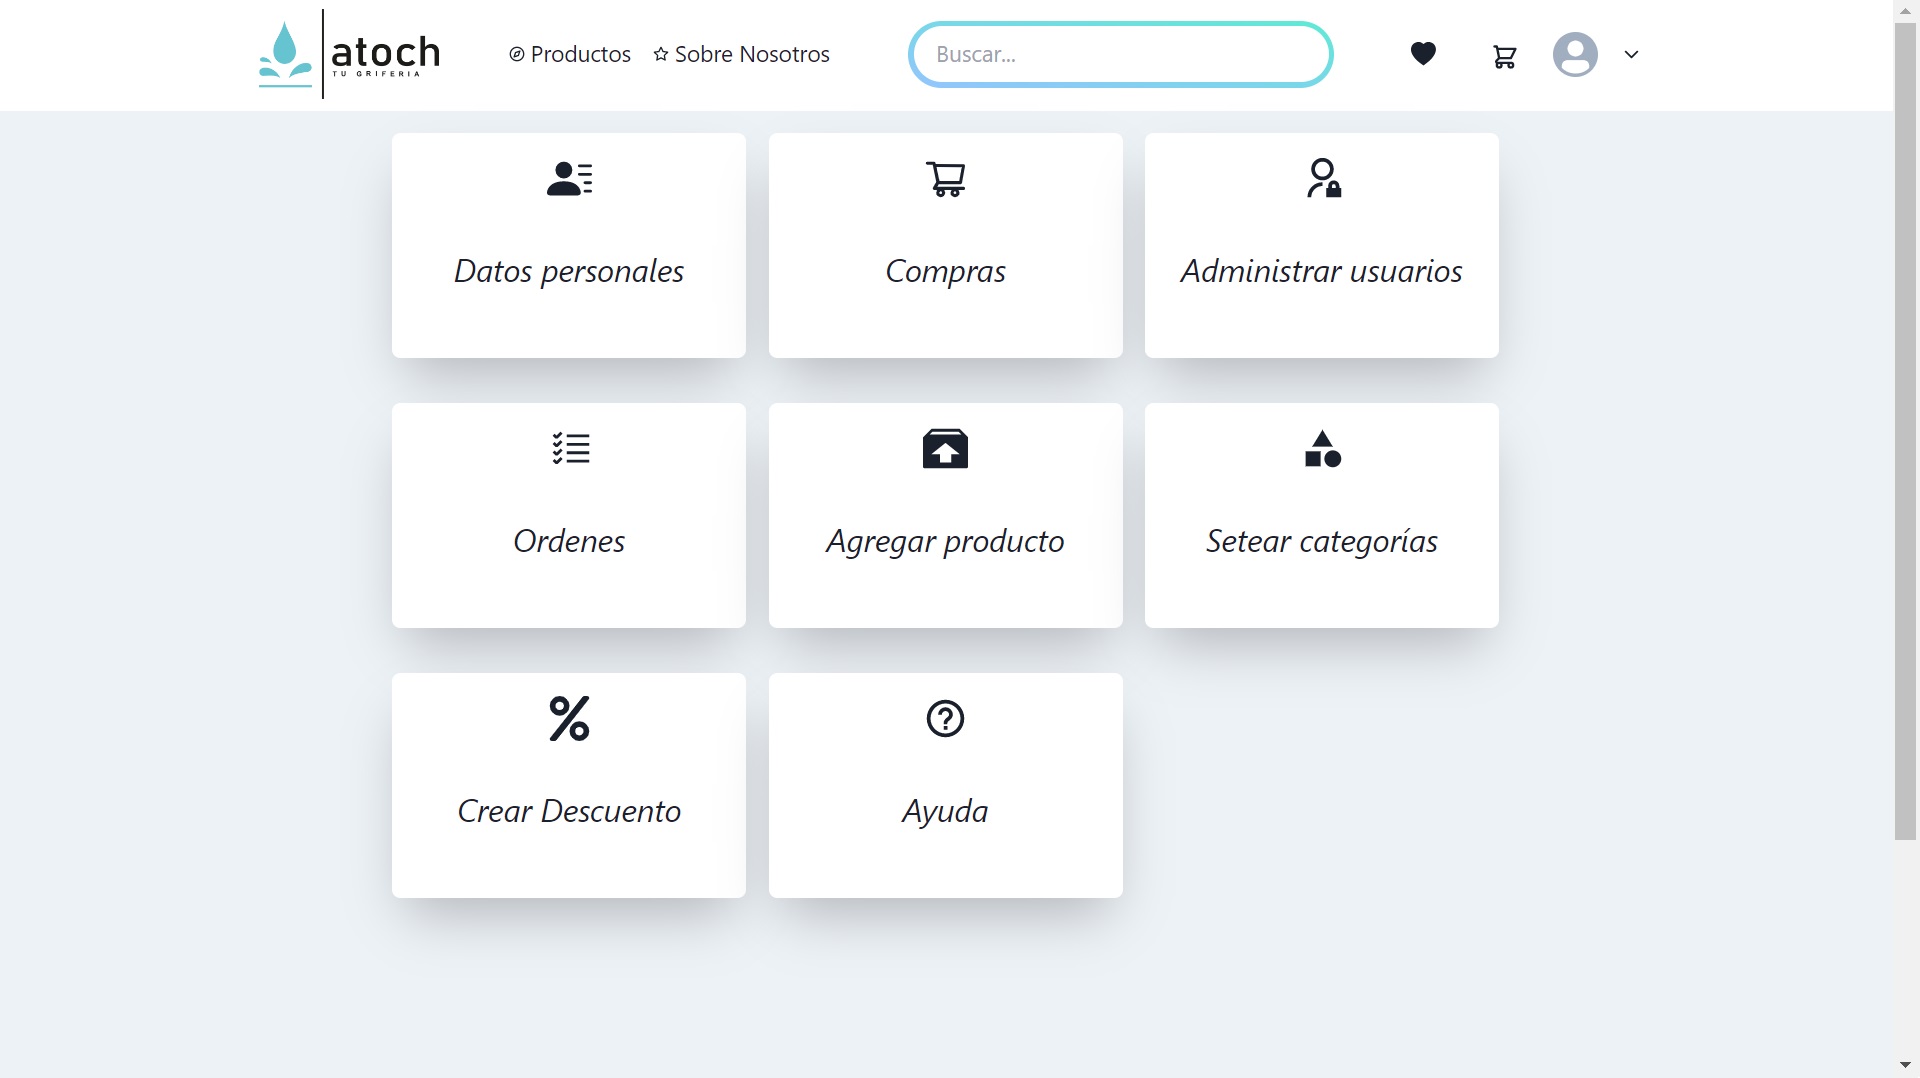 atoch
TU GRIFERIA
Productos
Sobre Nosotros
Buscar...
Datos personales
Compras
Administrar usuarios
Ordenes
Agregar producto
Setear categorías
Crear Descuento
Ayuda